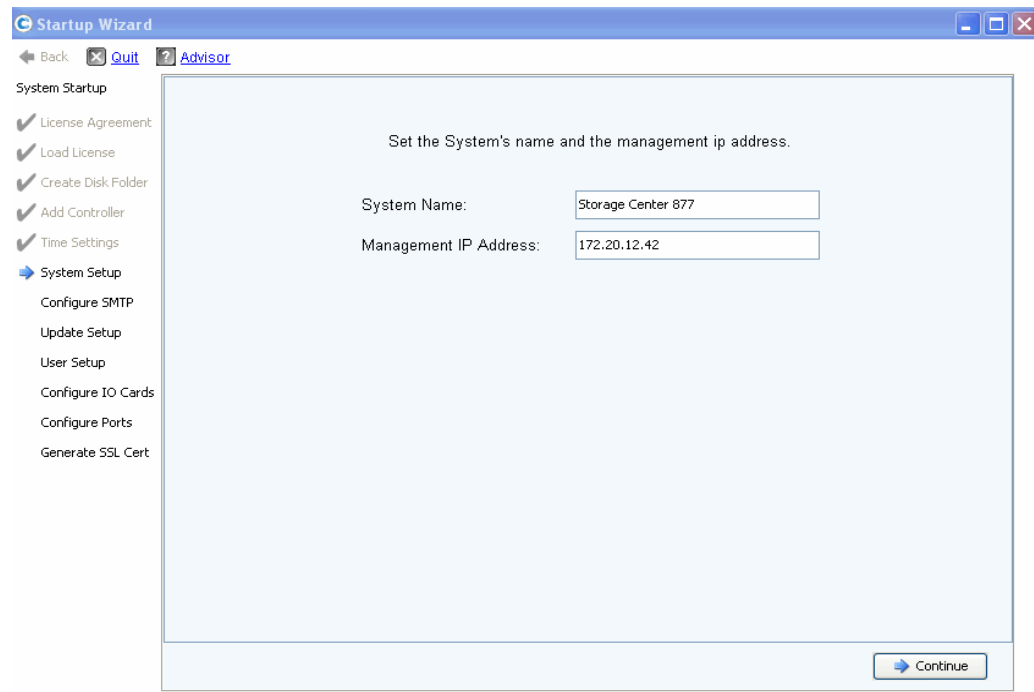 Startup Wizard
Back Quit Advisor
System Startup
License Agreement
Load License
Create Disk Folder
Add Controller
Time Settings
System Setup
Configure SMTP
Update Setup
User Setup
Configure IO Cards
Configure Ports
Generate SSL Cert
Set the System's name and the management ip address.
System Name: Storage Center 877
Management IP Address: 172.20.12.42
Continue